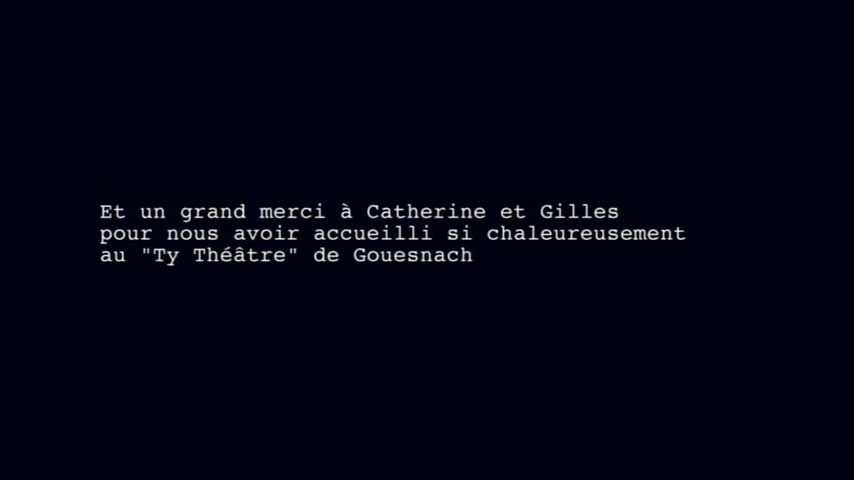 Et un grand merci à Catherine et Gilles
pour nous avoir accueilli si chaleureusement
au "Ty Théâtre" de Gouesnach